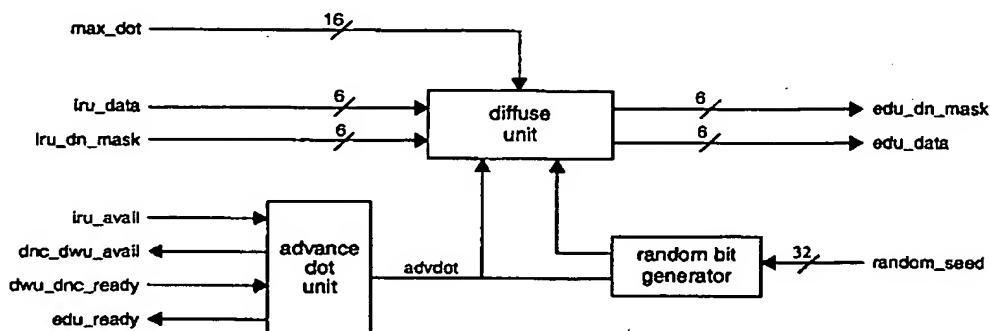 max_dot
16
iru_data
6
iru_dn_mask
6
diffuse
unit
6
edu_dn_mask
6
edu_data
iru_avail
dnc_dwu_avail
dwu_dnc_ready
edu_ready
advance
dot
unit
advdot
random bit
generator
32
random_seed